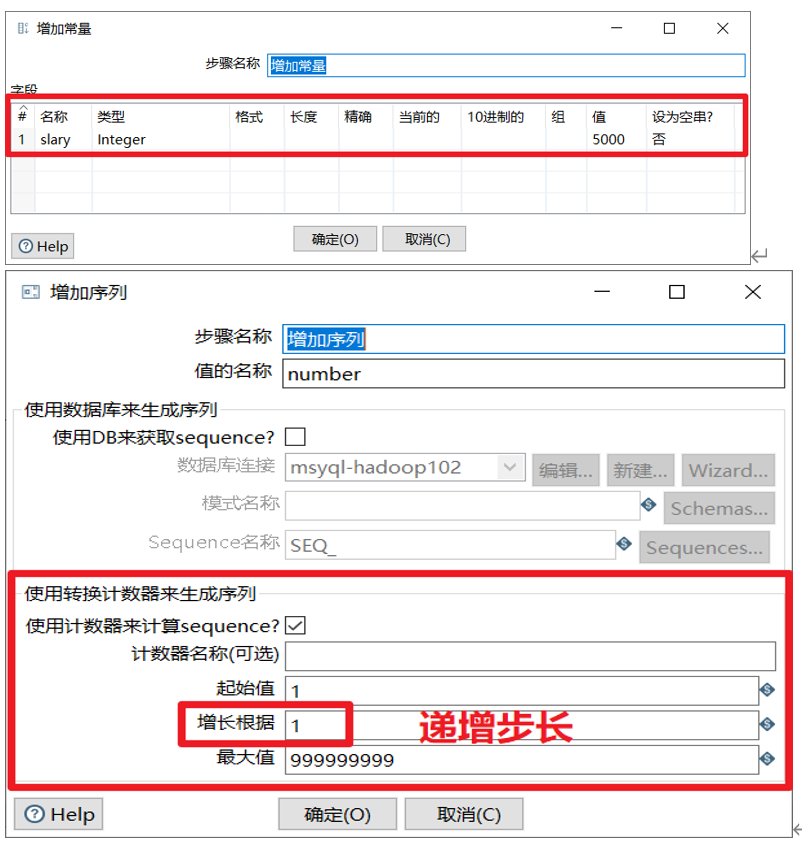 增加常量
步骤名称 增加常量
字段
# 名称 类型 格式 长度 精确 当前的 10进制的 组 值 设为空串?
1 slary Integer 5000 否
Help 确定(O) 取消(C)
增加序列
步骤名称 增加序列
值的名称 number
使用数据库来生成序列
使用DB来获取sequence?
数据库连接 msyql-hadoop102 编辑... 新建... Wizard...
模式名称 Schemas...
Sequence名称 SEQ_ Sequences...
使用转换计数器来生成序列
使用计数器来计算sequence?
计数器名称(可选)
起始值 1
增长根据 1 递增步长
最大值 999999999
Help 确定(O) 取消(C)